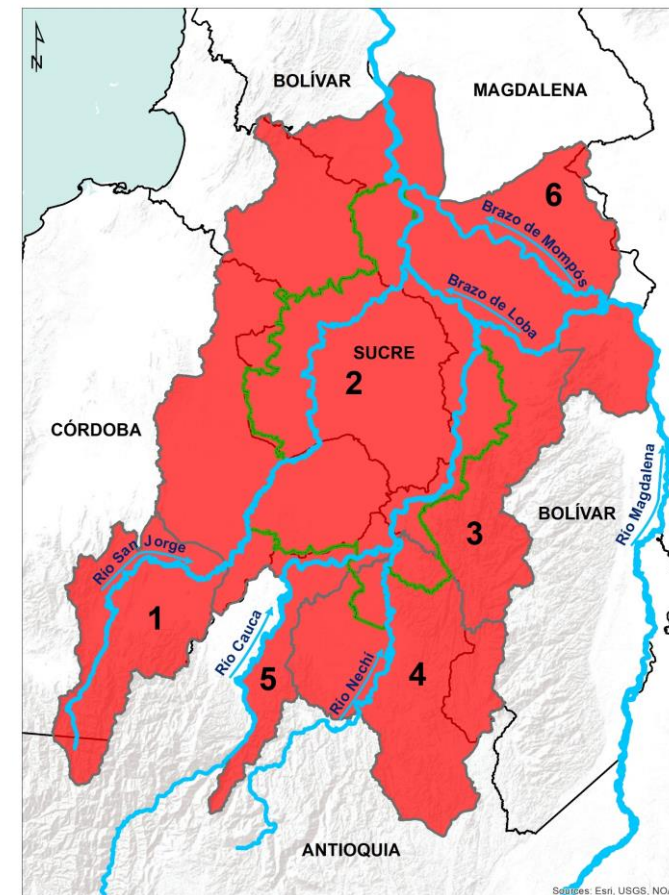 N
BOLÍVAR
MAGDALENA
6
Brazo de Mompós
Brazo de Loba
SUCRE
2
CÓRDOBA
BOLÍVAR
Río Magdalena
3
Río San Jorge
1
Río Cauca
5
Río Nechí
4
ANTIOQUIA
Sources: Esri, USGS, NO